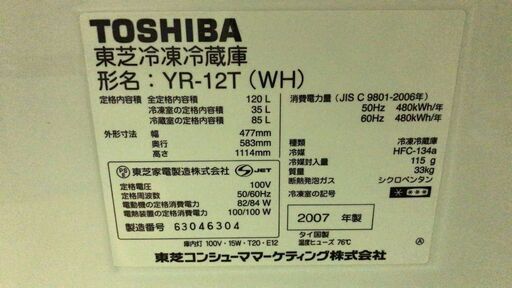 TOSHIBA
東芝冷凍冷蔵庫
形名：YR-12T (WH)
定格内容積 全定格内容積 120 L
冷凍室の定格内容積 35 L
冷蔵室の定格内容積 85 L
外形寸法 幅 477mm
奥行 583mm
高さ 1114mm
消費電力量 (JIS C 9801-2006年)
50Hz 480kWh/年
60Hz 480kWh/年
種類 冷凍冷蔵庫
冷媒 HFC-134a
冷媒封入量 115 g
質量 33kg
断熱発泡ガス シクロペンタン
冷凍室の記号
PS E 東芝家電製造株式会社 S JET
定格電圧 100V
定格周波数 50/60Hz
電動機の定格消費電力 82/84 W
電熱装置の定格消費電力 100/100 W
製造番号 63046304
2007 年製
タイ国製
庫内灯 100V・15W・T20・E12 温度ヒューズ 76℃
Ⓐ
東芝コンシューママーケティング株式会社